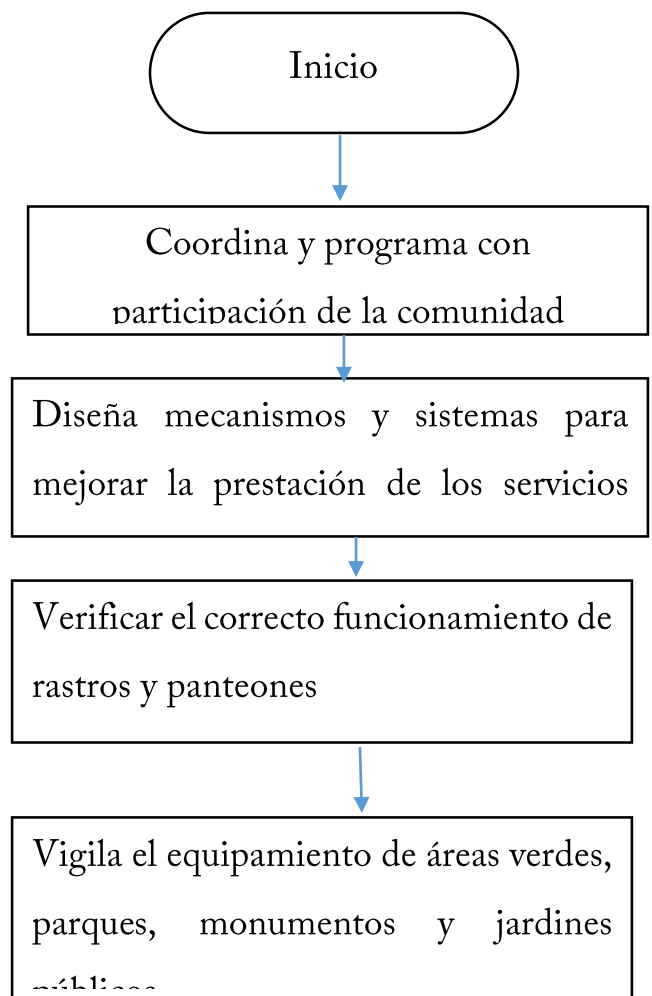 Inicio
Coordina y programa con
participación de la comunidad
Diseña mecanismos y sistemas para
mejorar la prestación de los servicios
Verificar el correcto funcionamiento de
rastros y panteones
Vigila el equipamiento de áreas verdes,
parques, monumentos y jardines
públicos